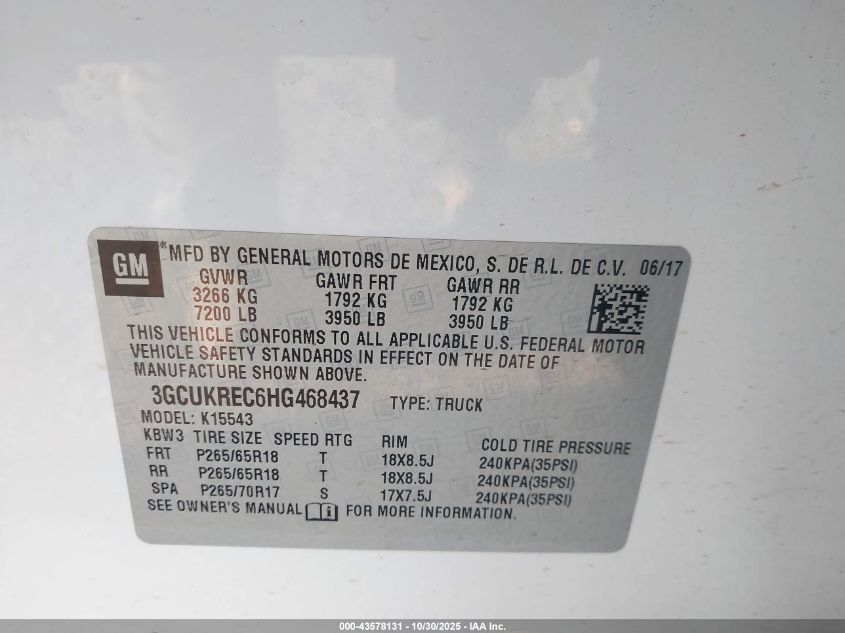 GM
® MFD BY GENERAL MOTORS DE MEXICO, S. DE R.L. DE C.V. 06/17
GVWR GAWR FRT GAWR RR
3266 KG 1792 KG 1792 KG
7200 LB 3950 LB 3950 LB
THIS VEHICLE CONFORMS TO ALL APPLICABLE U.S. FEDERAL MOTOR
VEHICLE SAFETY STANDARDS IN EFFECT ON THE DATE OF
MANUFACTURE SHOWN ABOVE.
3GCUKREC6HG468437 TYPE: TRUCK
MODEL: K15543
KBW3 TIRE SIZE SPEED RTG RIM COLD TIRE PRESSURE
FRT P265/65R18 T 18X8.5J 240KPA(35PSI)
RR P265/65R18 T 18X8.5J 240KPA(35PSI)
SPA P265/70R17 S 17X7.5J 240KPA(35PSI)
SEE OWNER'S MANUAL i FOR MORE INFORMATION.
000-43578131 - 10/30/2025 - IAA Inc.